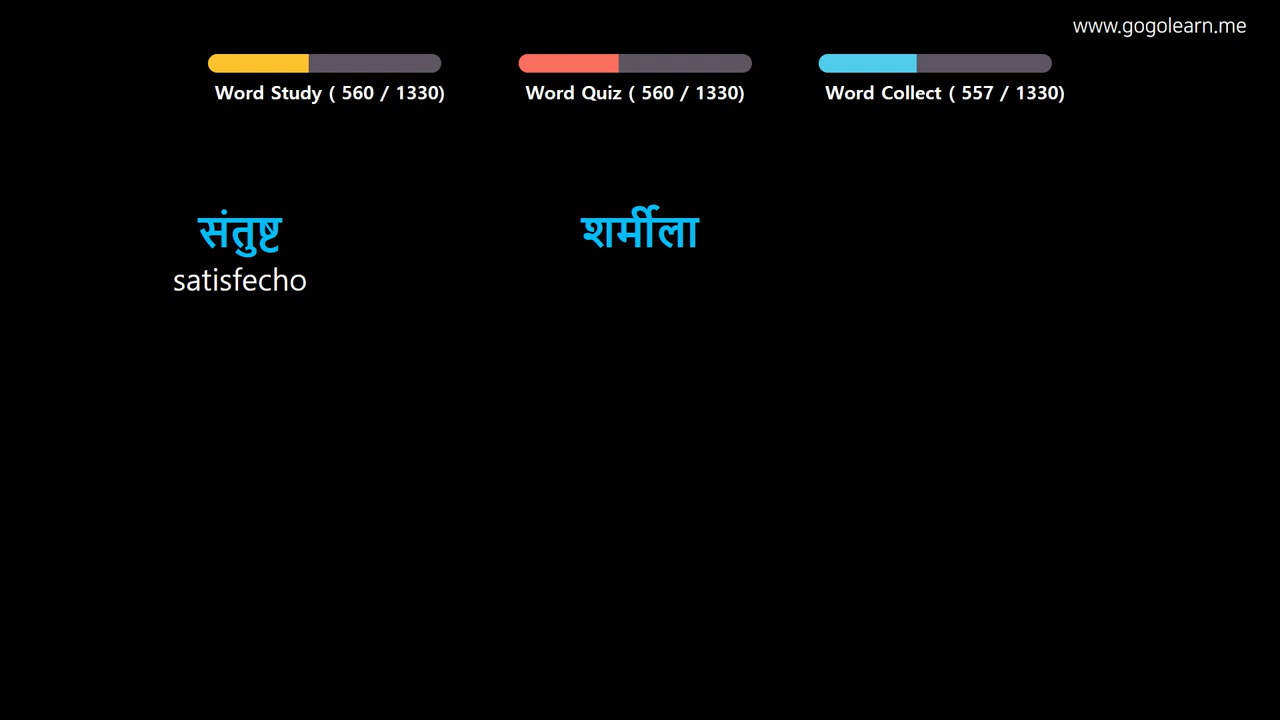 www.gogolearn.me
Word Study ( 560 / 1330)
Word Quiz ( 560 / 1330)
Word Collect ( 557 / 1330)
संतुष्ट
satisfecho
शर्मीला